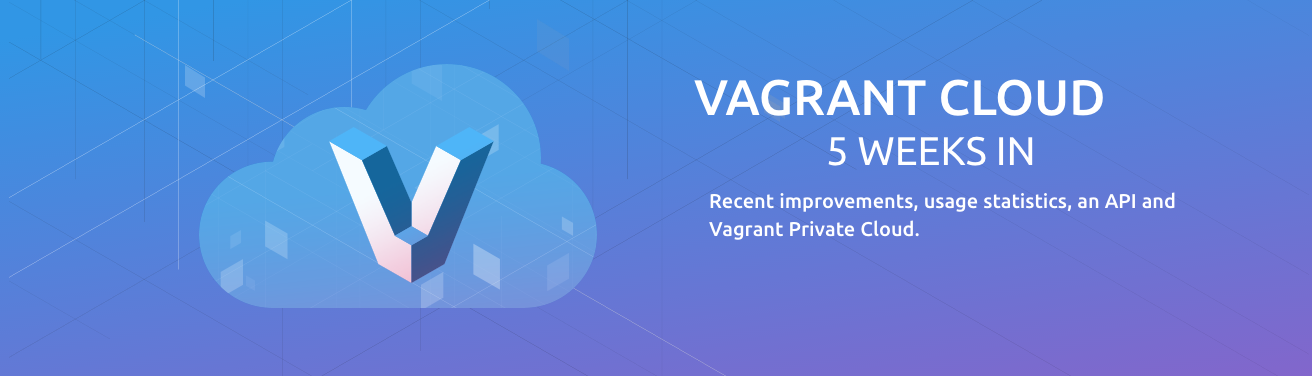 VAGRANT CLOUD
5 WEEKS IN
Recent improvements, usage statistics, an API and
Vagrant Private Cloud.